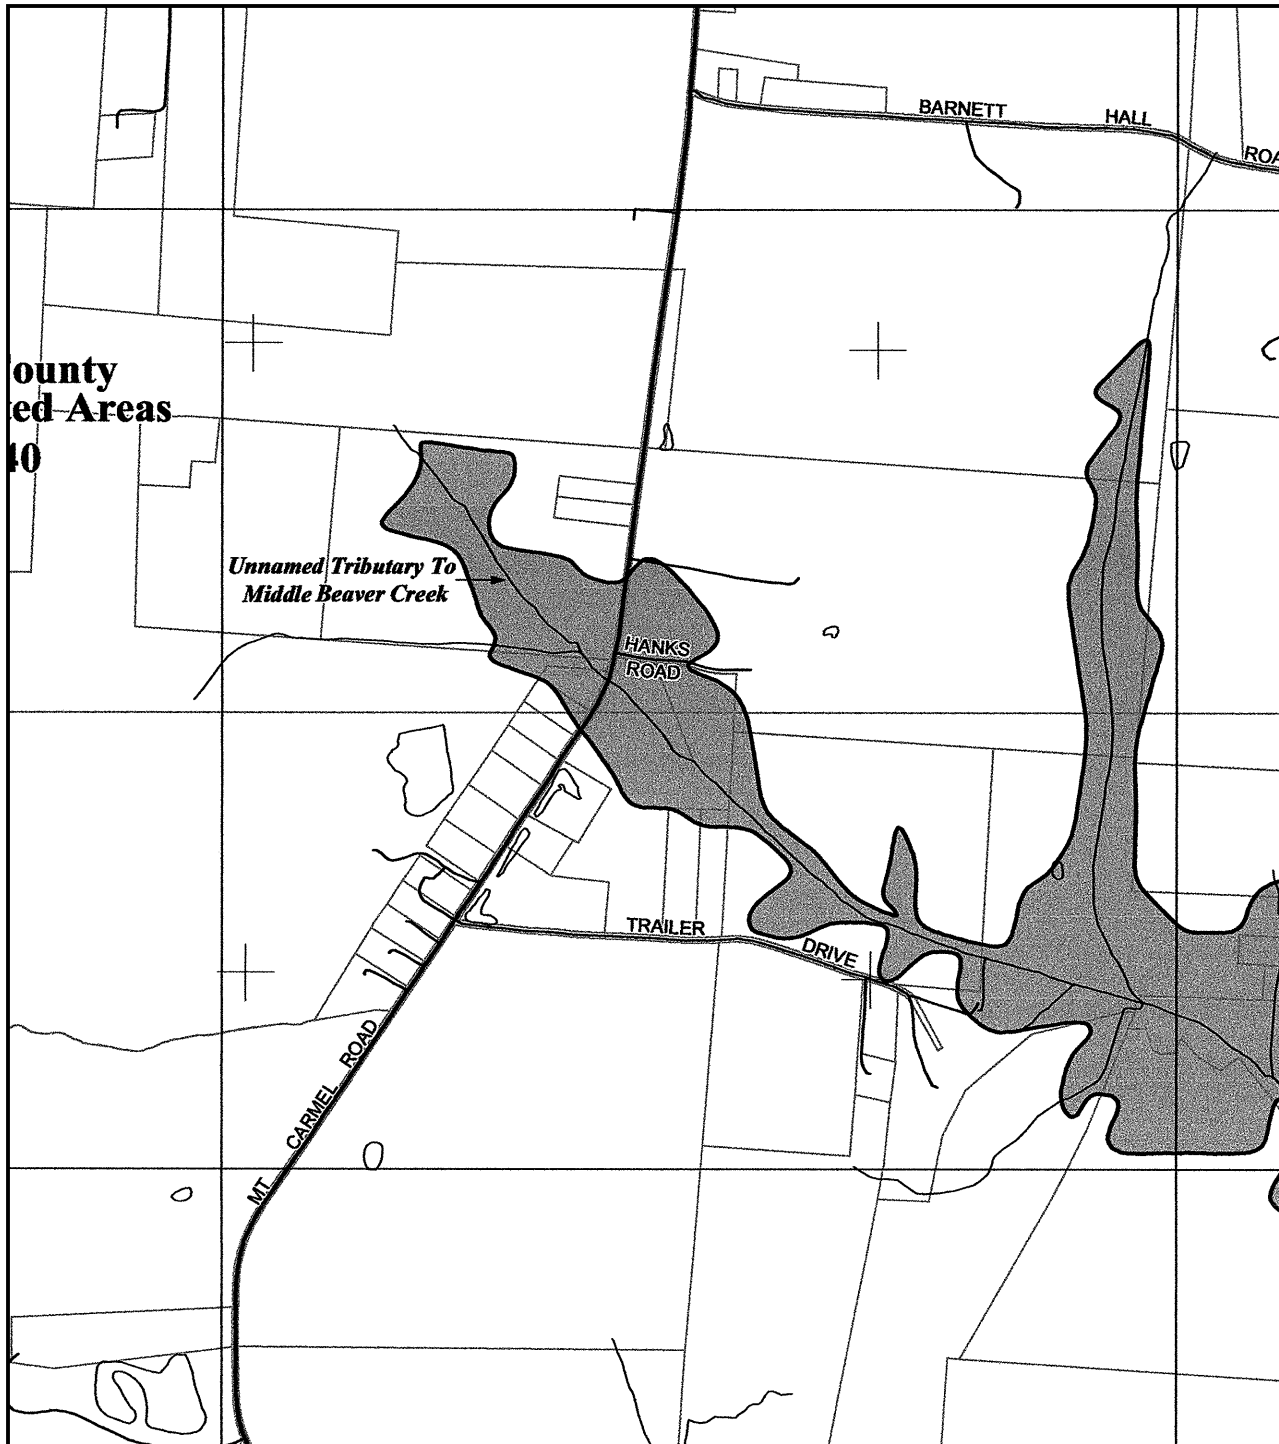 BARNETT HALL ROA
ounty
ted Areas
40
Unnamed Tributary To
Middle Beaver Creek
HANKS
ROAD
TRAILER DRIVE
MT CARMEL ROAD